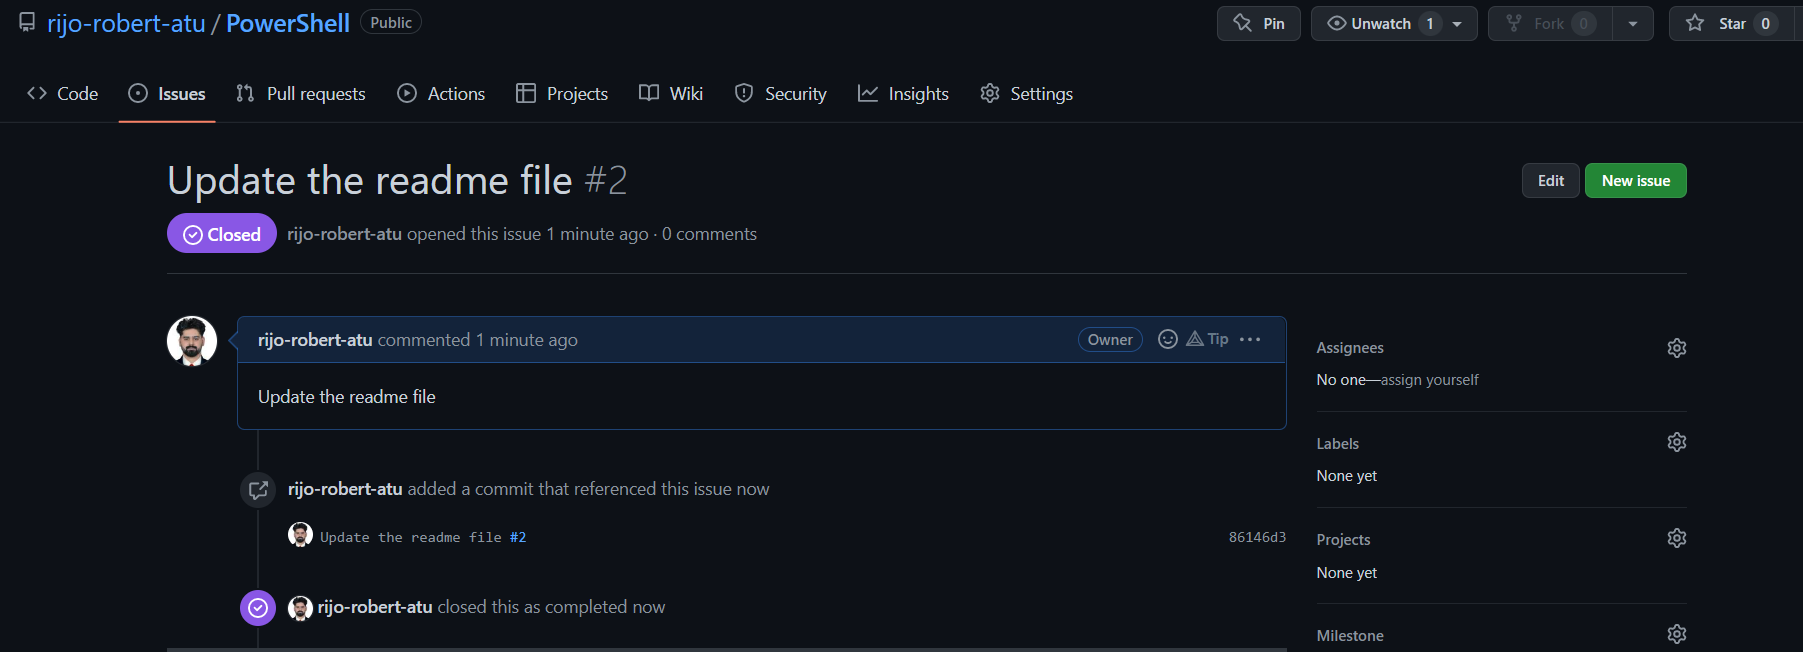 rijo-robert-atu / PowerShell Public Pin Unwatch 1 Fork 0 Star 0
Code Issues Pull requests Actions Projects Wiki Security Insights Settings
Update the readme file #2
Edit New issue
Closed rijo-robert-atu opened this issue 1 minute ago · 0 comments
rijo-robert-atu commented 1 minute ago Owner Tip ...
Update the readme file
rijo-robert-atu added a commit that referenced this issue now
Update the readme file #2 86146d3
rijo-robert-atu closed this as completed now
Assignees
No one—assign yourself
Labels
None yet
Projects
None yet
Milestone